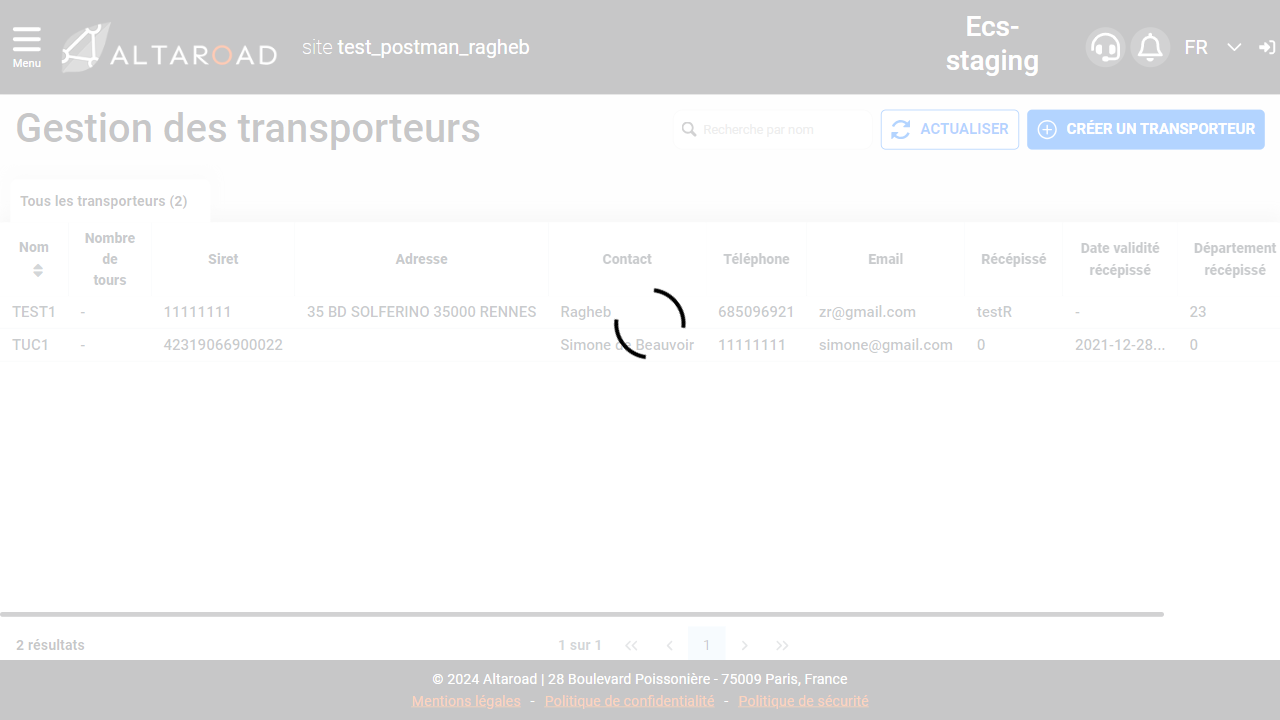 Menu
ALTAROAD
site test_postman_ragheb
Ecs-
staging
FR
Gestion des transporteurs
Recherche par nom
ACTUALISER
CRÉER UN TRANSPORTEUR
Tous les transporteurs (2)
Nom
Nombre
de
tours
Siret
Adresse
Contact
Téléphone
Email
Récépissé
Date validité
récépissé
Département
récépissé
TEST1 - 11111111 35 BD SOLFERINO 35000 RENNES Ragheb 685096921 zr@gmail.com testR - 23
TUC1 - 42319066900022 Simone de Beauvoir 11111111 simone@gmail.com 0 2021-12-28... 0
2 résultats
1 sur 1
1
© 2024 Altaroad | 28 Boulevard Poissonière - 75009 Paris, France
Mentions légales - Politique de confidentialité - Politique de sécurité